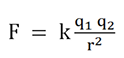 F = k q₁ q₂ / r²